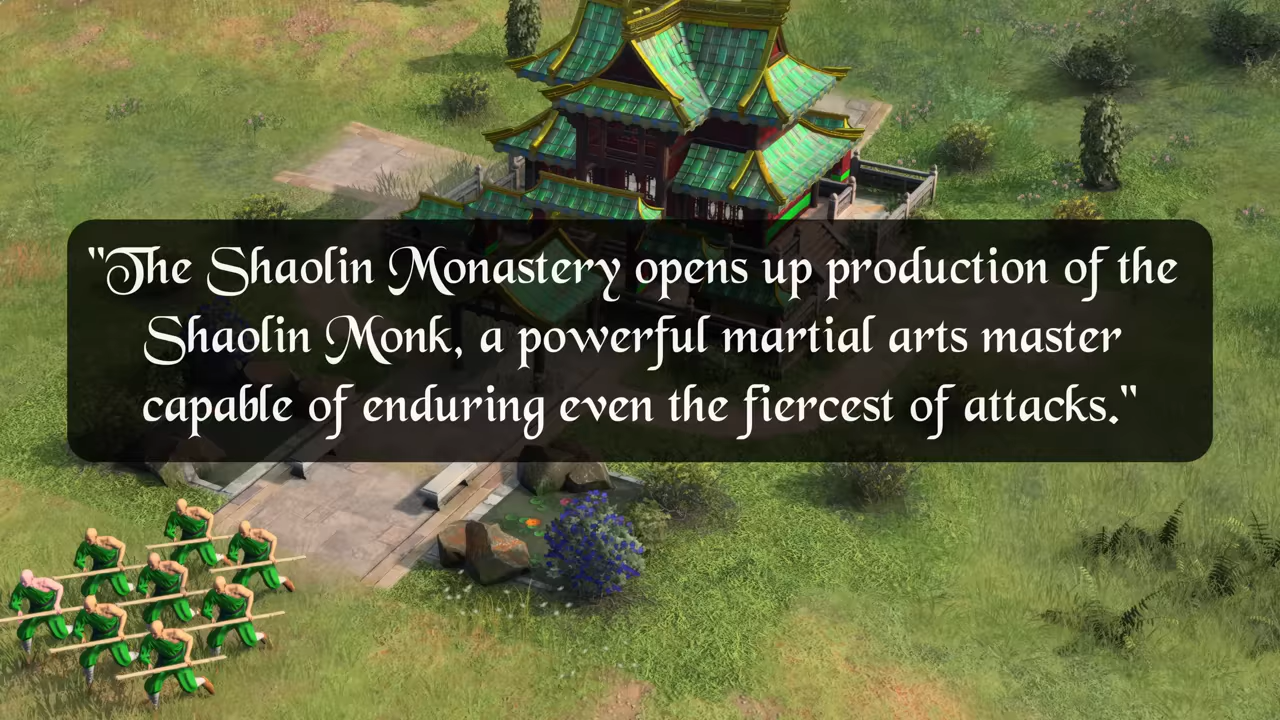 "The Shaolin Monastery opens up production of the
Shaolin Monk, a powerful martial arts master
capable of enduring even the fiercest of attacks."